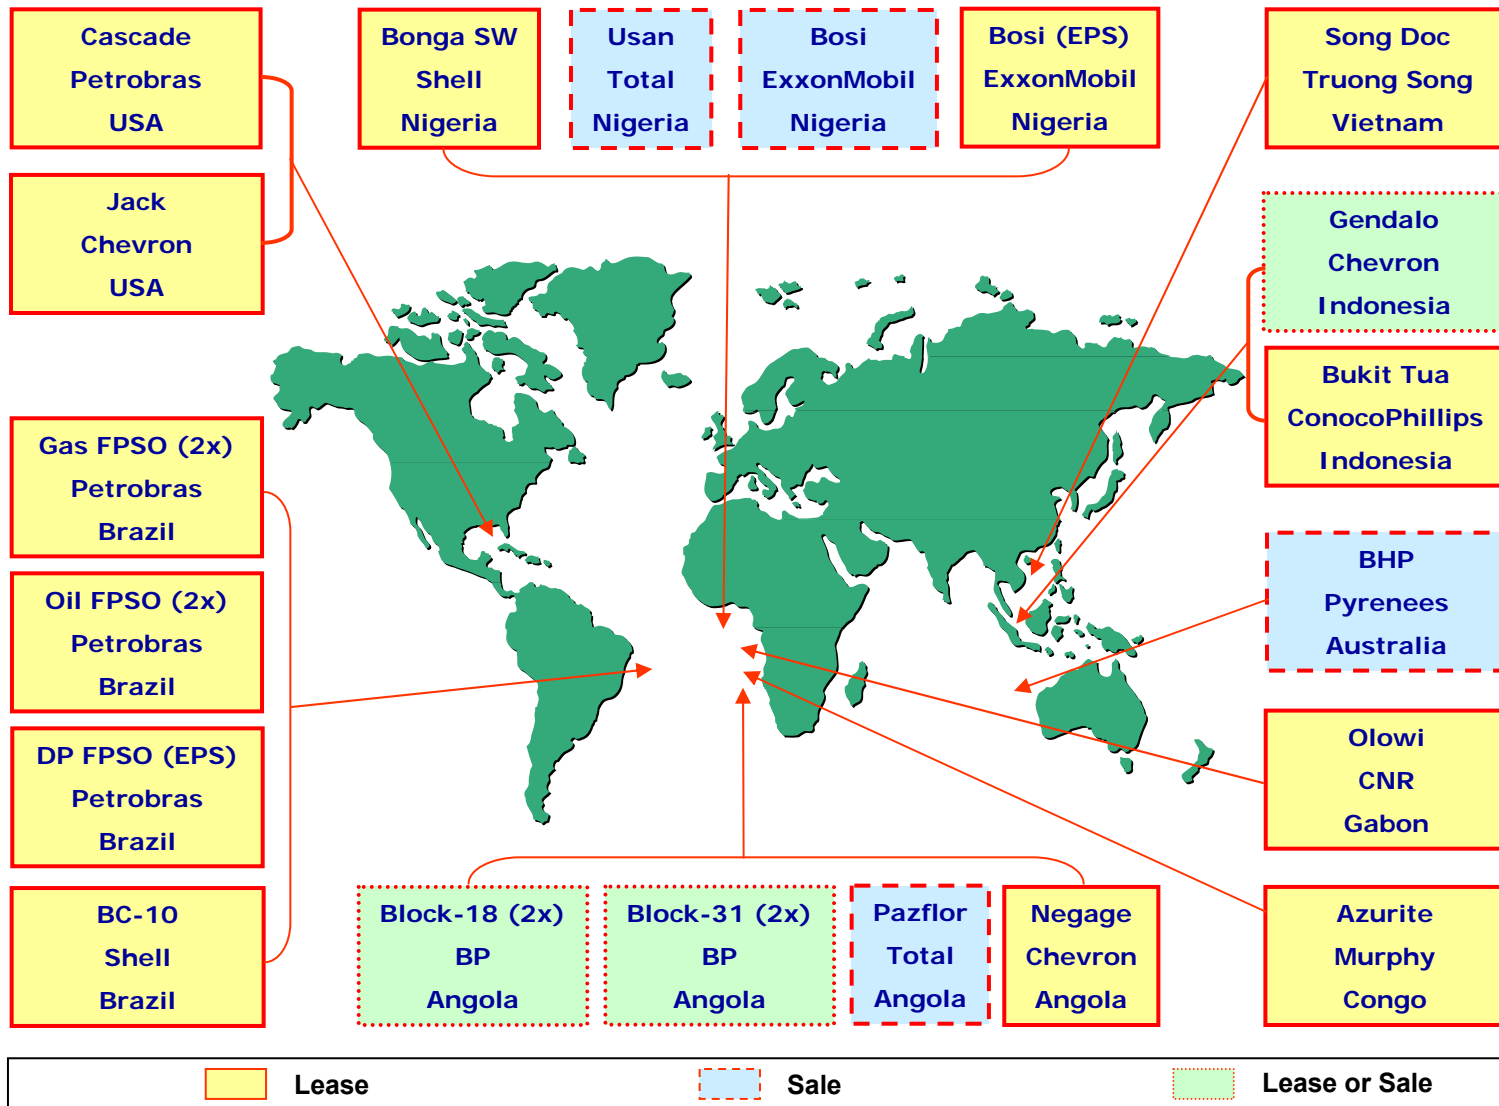 Cascade
Petrobras
USA
Bonga SW
Shell
Nigeria
Usan
Total
Nigeria
Bosi
ExxonMobil
Nigeria
Bosi (EPS)
ExxonMobil
Nigeria
Song Doc
Truong Song
Vietnam
Jack
Chevron
USA
Gendalo
Chevron
Indonesia
Bukit Tua
ConocoPhillips
Indonesia
Gas FPSO (2x)
Petrobras
Brazil
BHP
Pyrenees
Australia
Oil FPSO (2x)
Petrobras
Brazil
DP FPSO (EPS)
Petrobras
Brazil
Olowi
CNR
Gabon
BC-10
Shell
Brazil
Block-18 (2x)
BP
Angola
Block-31 (2x)
BP
Angola
Pazflor
Total
Angola
Negage
Chevron
Angola
Azurite
Murphy
Congo
Lease
Sale
Lease or Sale